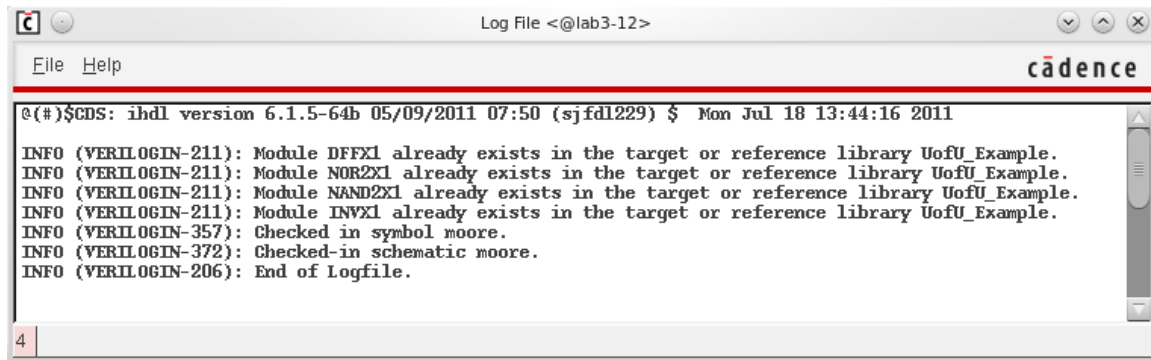 Log File <@lab3-12>
File Help
cādence
@(#)$CDS: ihdl version 6.1.5-64b 05/09/2011 07:50 (sjfdl229) $  Mon Jul 18 13:44:16 2011
INFO (VERILOGIN-211): Module DFFX1 already exists in the target or reference library UofU_Example.
INFO (VERILOGIN-211): Module NOR2X1 already exists in the target or reference library UofU_Example.
INFO (VERILOGIN-211): Module NAND2X1 already exists in the target or reference library UofU_Example.
INFO (VERILOGIN-211): Module INVX1 already exists in the target or reference library UofU_Example.
INFO (VERILOGIN-357): Checked in symbol moore.
INFO (VERILOGIN-372): Checked-in schematic moore.
INFO (VERILOGIN-206): End of Logfile.
4